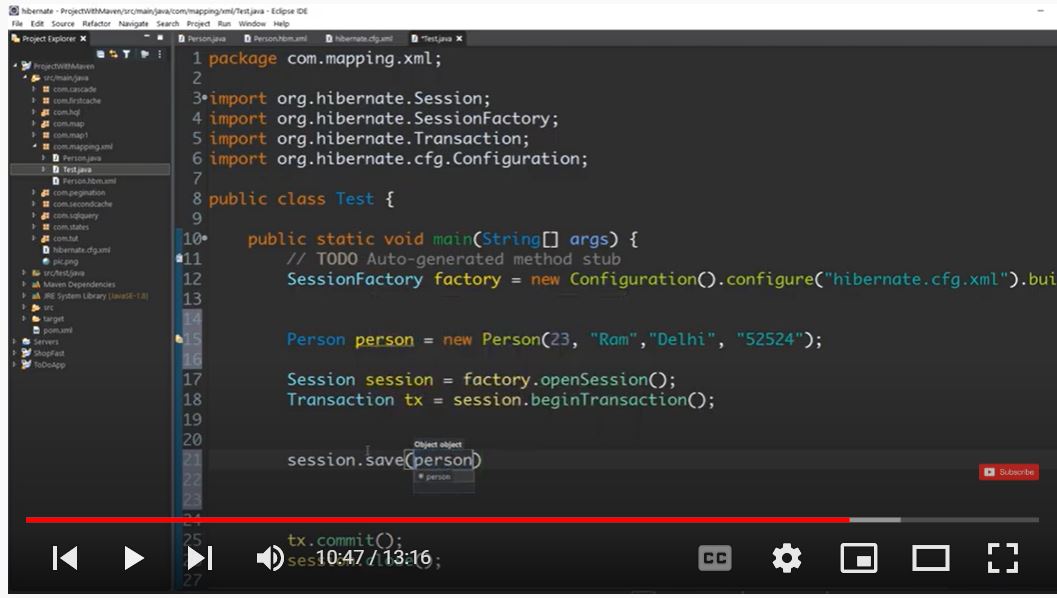 hibernate - ProjectWithMaven/src/main/java/com/mapping/xml/Test.java - Eclipse IDE
File Edit Source Refactor Navigate Search Project Run Window Help
Project Explorer
ProjectWithMaven
src/main/java
com.cascade
com.firstcache
com.hql
com.map
com.map1
com.mapping.xml
Person.java
Test.java
Person.hbm.xml
com.pegination
com.secondcache
com.sqlquery
com.states
com.tut
hibernate.cfg.xml
pic.png
src/test/java
Maven Dependencies
JRE System Library [JavaSE-1.8]
src
target
pom.xml
Servers
ShopFast
ToDoApp
Person.java Person.hbm.xml hibernate.cfg.xml *Test.java
1 package com.mapping.xml;
2
3 import org.hibernate.Session;
4 import org.hibernate.SessionFactory;
5 import org.hibernate.Transaction;
6 import org.hibernate.cfg.Configuration;
7
8 public class Test {
9
10 public static void main(String[] args) {
11 // TODO Auto-generated method stub
12 SessionFactory factory = new Configuration().configure("hibernate.cfg.xml").bui
13
14
15 Person person = new Person(23, "Ram","Delhi", "52524");
16
17 Session session = factory.openSession();
18 Transaction tx = session.beginTransaction();
19
20
Object object
21 session.save(person)
person
22
23
24
25 tx.commit();
session.close();
27
Subscribe
10:47 / 13:16
CC